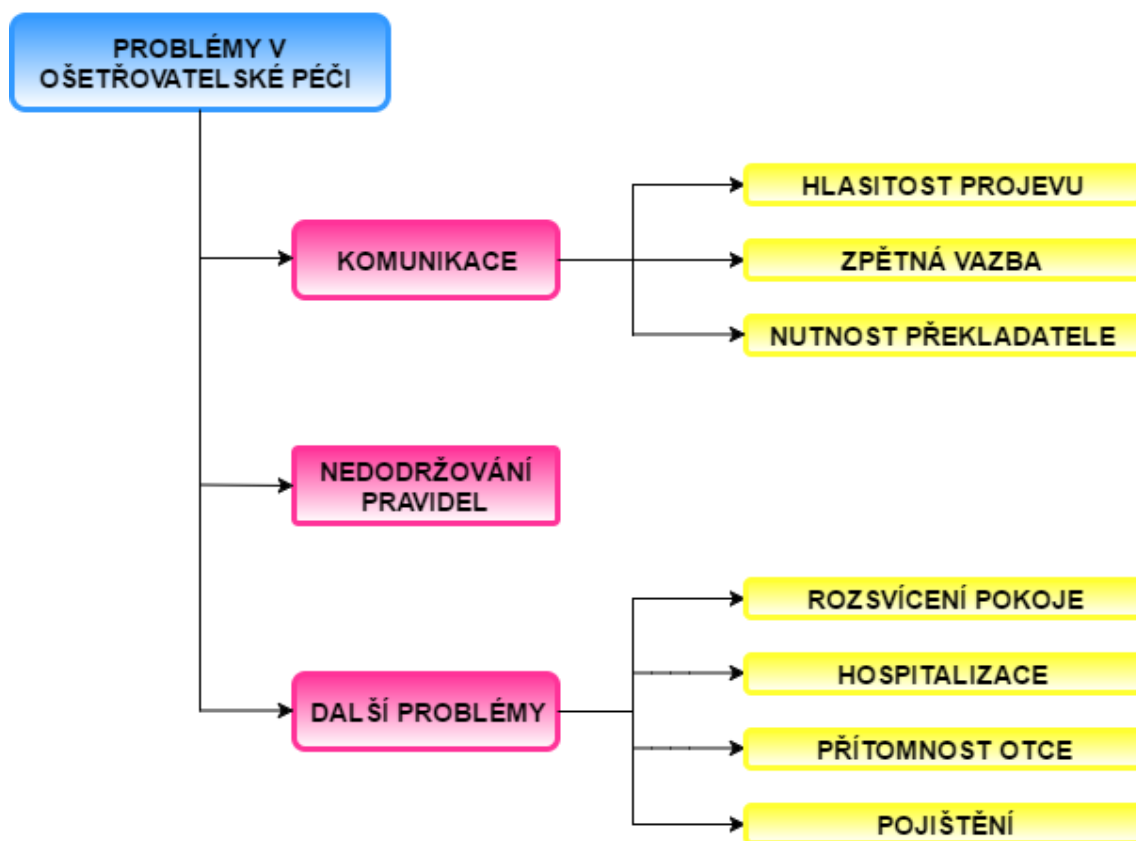 PROBLÉMY V
OŠETŘOVATELSKÉ PÉČI
KOMUNIKACE
HLASITOST PROJEVU
ZPĚTNÁ VAZBA
NUTNOST PŘEKLADATELE
NEDODRŽOVÁNÍ
PRAVIDEL
DALŠÍ PROBLÉMY
ROZSVÍCENÍ POKOJE
HOSPITALIZACE
PŘÍTOMNOST OTCE
POJIŠTĚNÍ